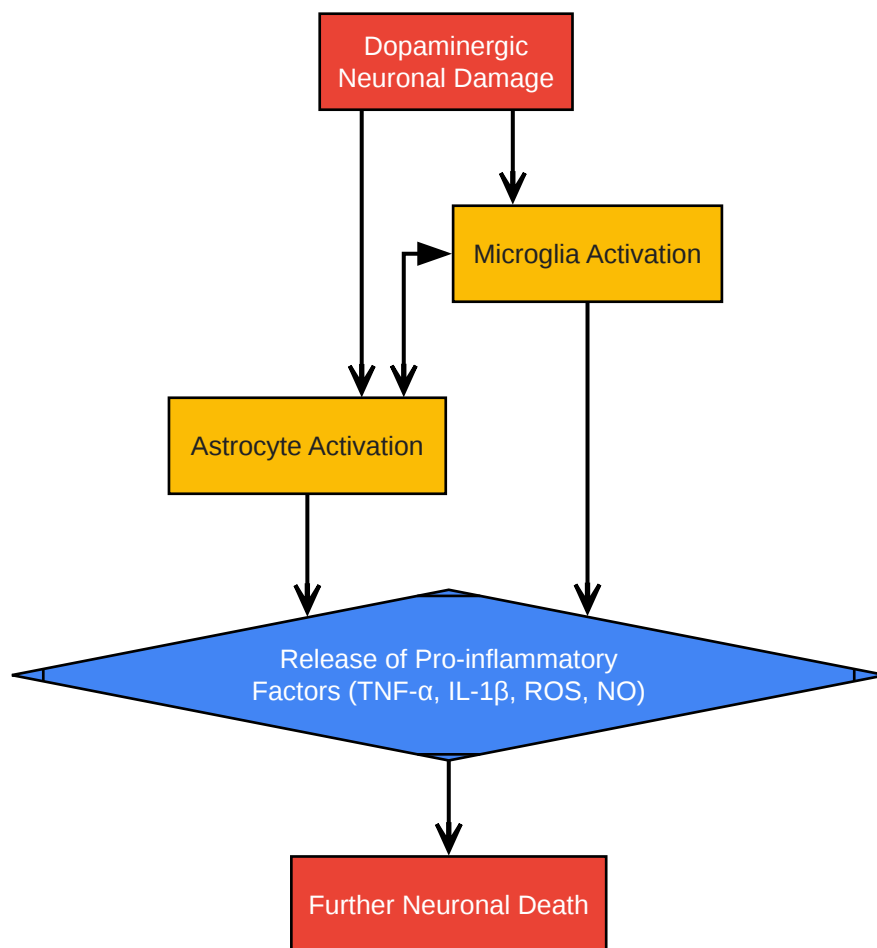 Dopaminergic
Neuronal Damage
Microglia Activation
Astrocyte Activation
Release of Pro-inflammatory
Factors (TNF-α, IL-1β, ROS, NO)
Further Neuronal Death